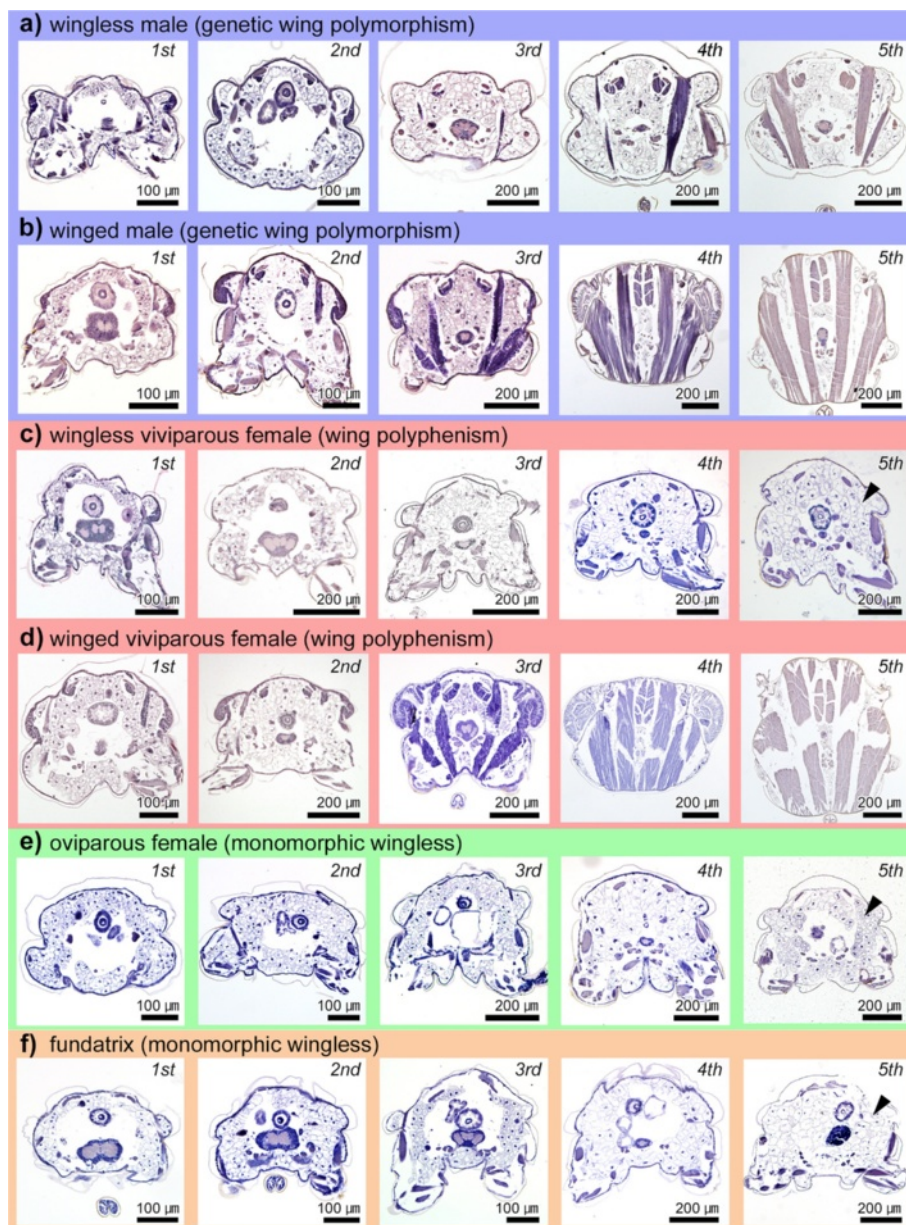 a) wingless male (genetic wing polymorphism)
1st 2nd 3rd 4th 5th
100 µm 100 µm 200 µm 200 µm 200 µm
b) winged male (genetic wing polymorphism)
1st 2nd 3rd 4th 5th
100 µm 100 µm 200 µm 200 µm 200 µm
c) wingless viviparous female (wing polyphenism)
1st 2nd 3rd 4th 5th
100 µm 200 µm 200 µm 200 µm 200 µm
d) winged viviparous female (wing polyphenism)
1st 2nd 3rd 4th 5th
100 µm 200 µm 200 µm 200 µm 200 µm
e) oviparous female (monomorphic wingless)
1st 2nd 3rd 4th 5th
100 µm 100 µm 200 µm 200 µm 200 µm
f) fundatrix (monomorphic wingless)
1st 2nd 3rd 4th 5th
100 µm 100 µm 100 µm 200 µm 200 µm